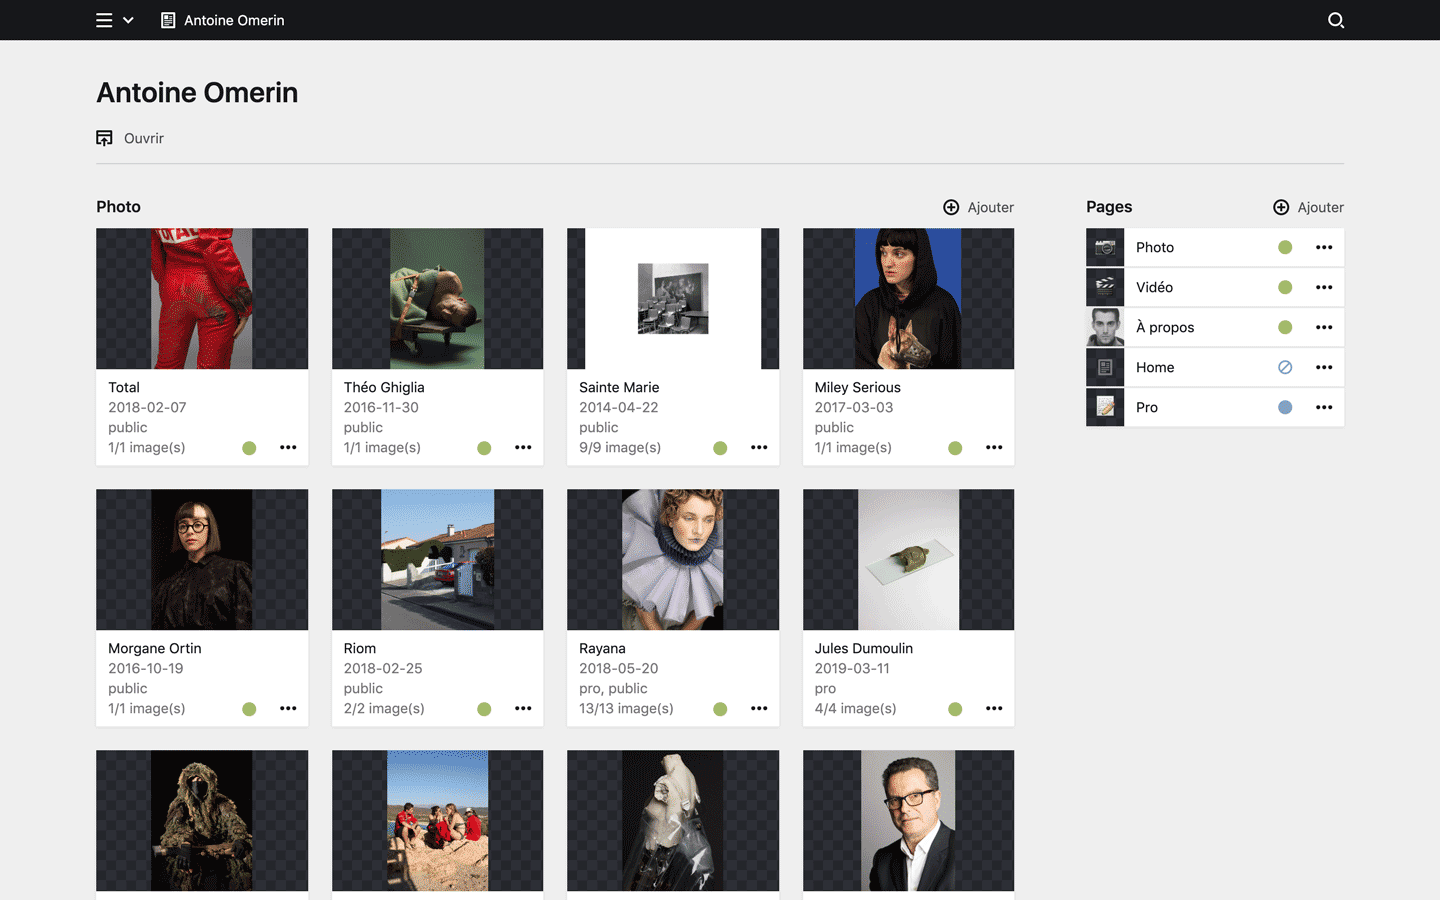 Antoine Omerin
Antoine Omerin
Ouvrir
Photo
Ajouter
Total
2018-02-07
public
1/1 image(s)
Théo Ghiglia
2016-11-30
public
1/1 image(s)
Sainte Marie
2014-04-22
public
9/9 image(s)
Miley Serious
2017-03-03
public
1/1 image(s)
Morgane Ortin
2016-10-19
public
1/1 image(s)
Riom
2018-02-25
public
2/2 image(s)
Rayana
2018-05-20
pro, public
13/13 image(s)
Jules Dumoulin
2019-03-11
pro
4/4 image(s)
Pages
Ajouter
Photo
Vidéo
À propos
Home
Pro